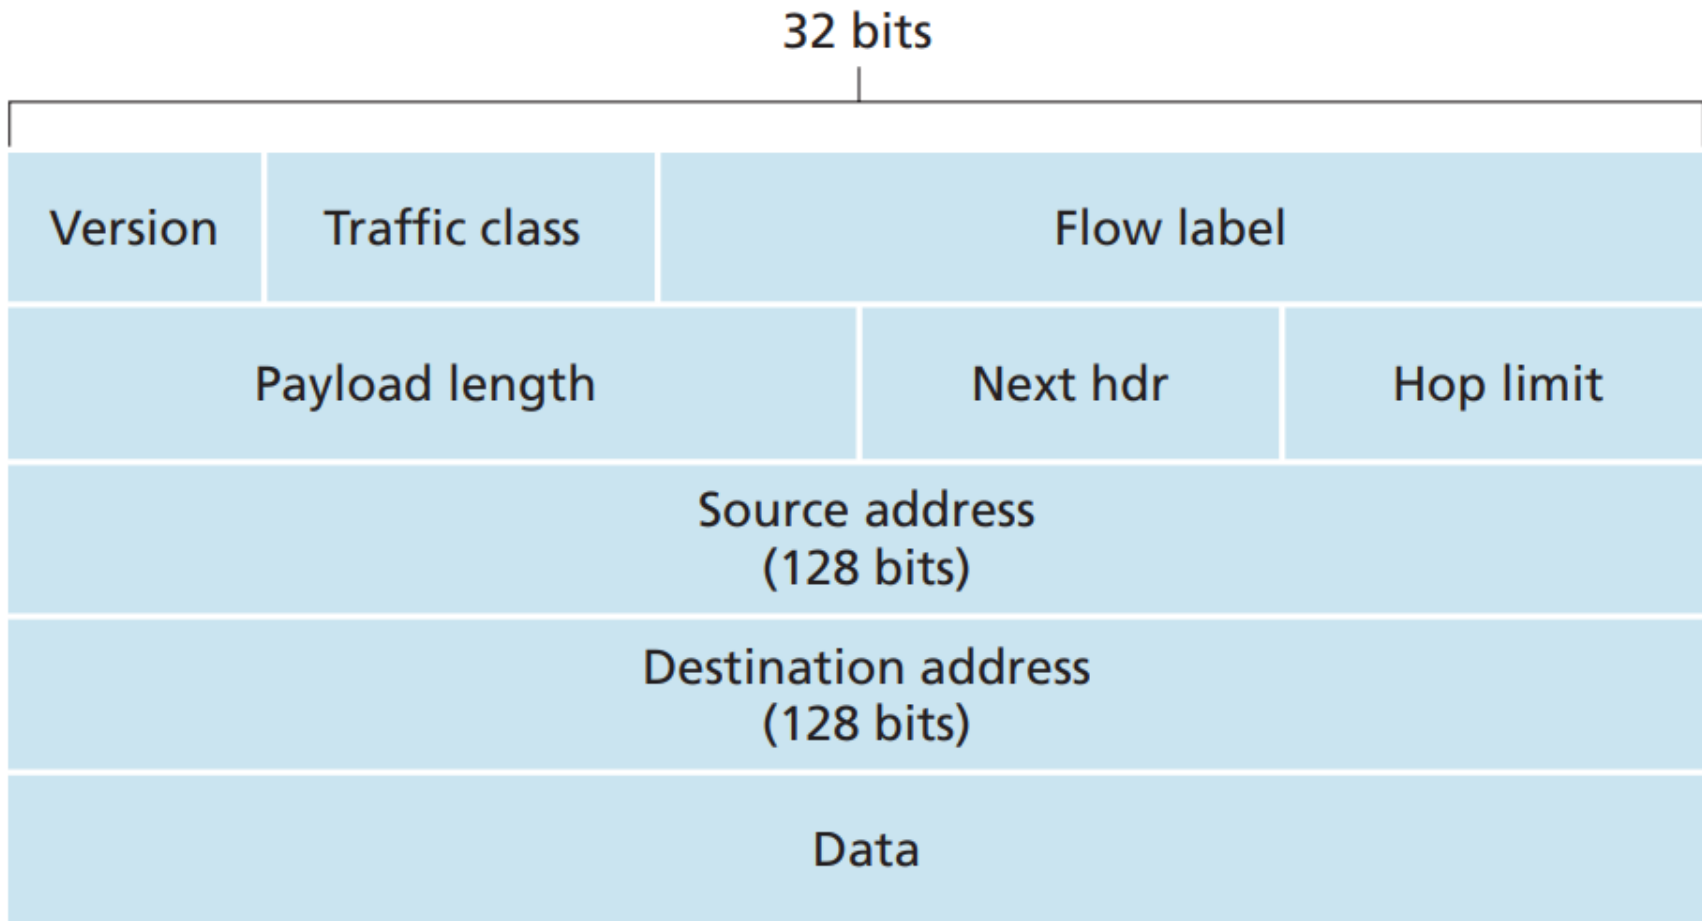 32 bits
Version Traffic class Flow label
Payload length Next hdr Hop limit
Source address
(128 bits)
Destination address
(128 bits)
Data